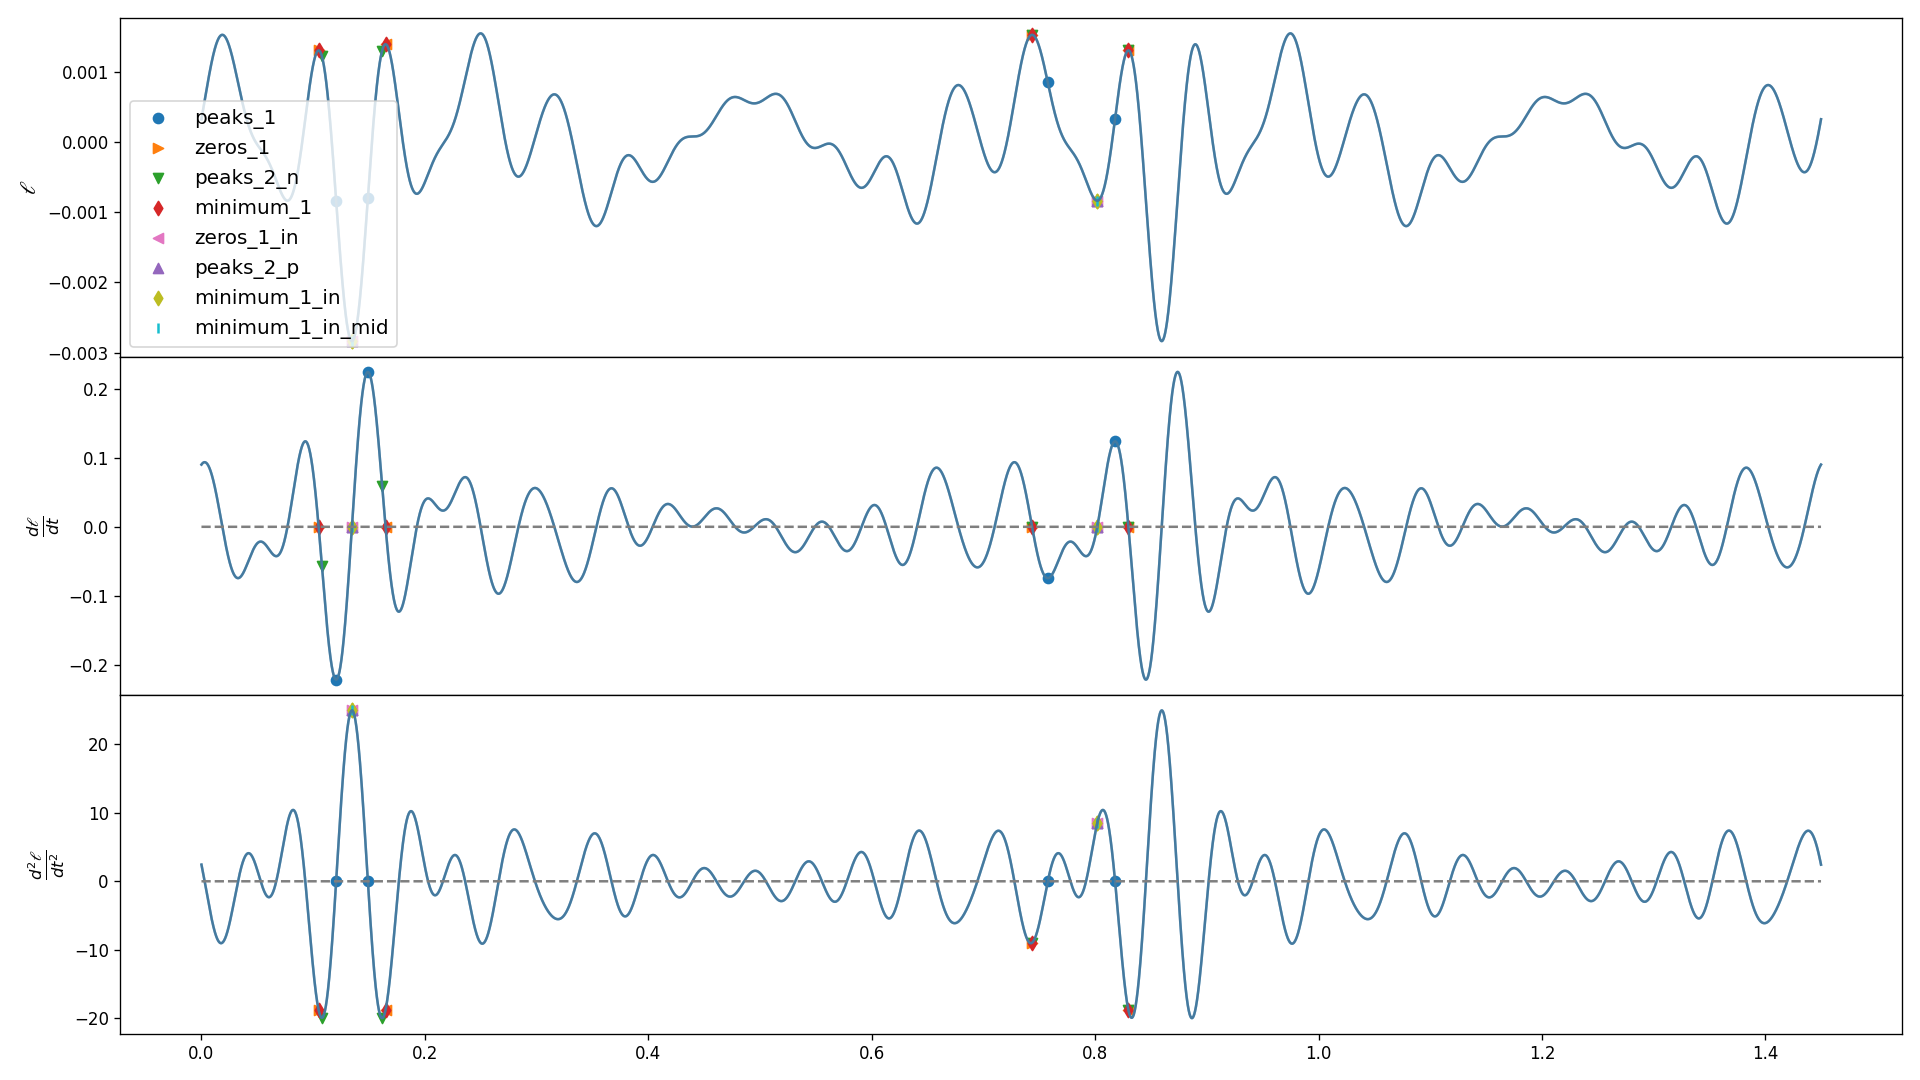 0.001
0.000
−0.001
−0.002
−0.003
ℓ
peaks_1
zeros_1
peaks_2_n
minimum_1
zeros_1_in
peaks_2_p
minimum_1_in
minimum_1_in_mid
0.2
0.1
0.0
−0.1
−0.2
dℓ
dt
20
10
0
−10
−20
d²ℓ
dt²
0.0 0.2 0.4 0.6 0.8 1.0 1.2 1.4